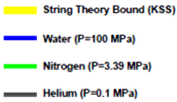 String Theory Bound (KSS)
Water (P=100 MPa)
Nitrogen (P=3.39 MPa)
Helium (P=0.1 MPa)